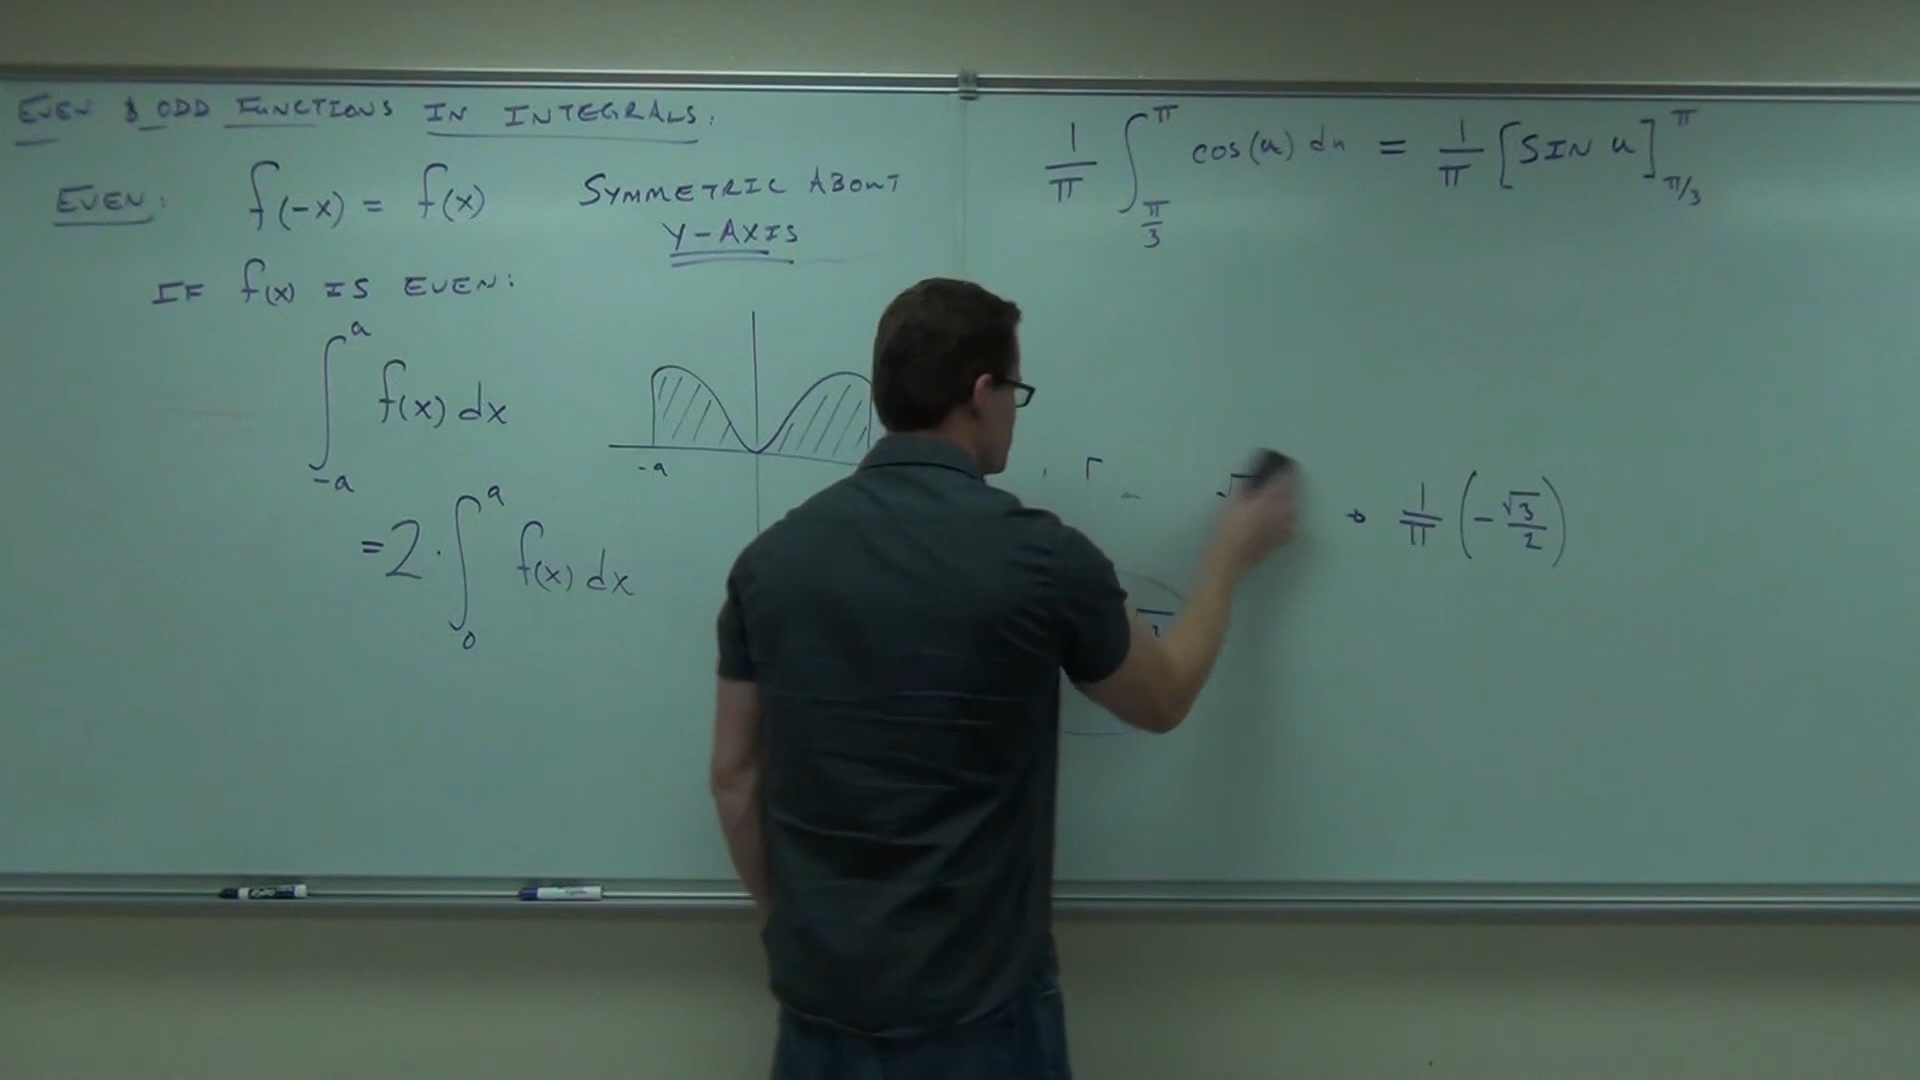 EVEN & ODD FUNCTIONS IN INTEGRALS.
EVEN: f(-x) = f(x)
SYMMETRIC ABOUT
Y-AXIS
IF f(x) IS EVEN:
∫_{-a}^{a} f(x) dx
= 2 · ∫_{0}^{a} f(x) dx
-a
1/π ∫_{π/3}^{π} cos(u) du = 1/π [SIN u]_{π/3}^{π}
1/π (-√3/2)